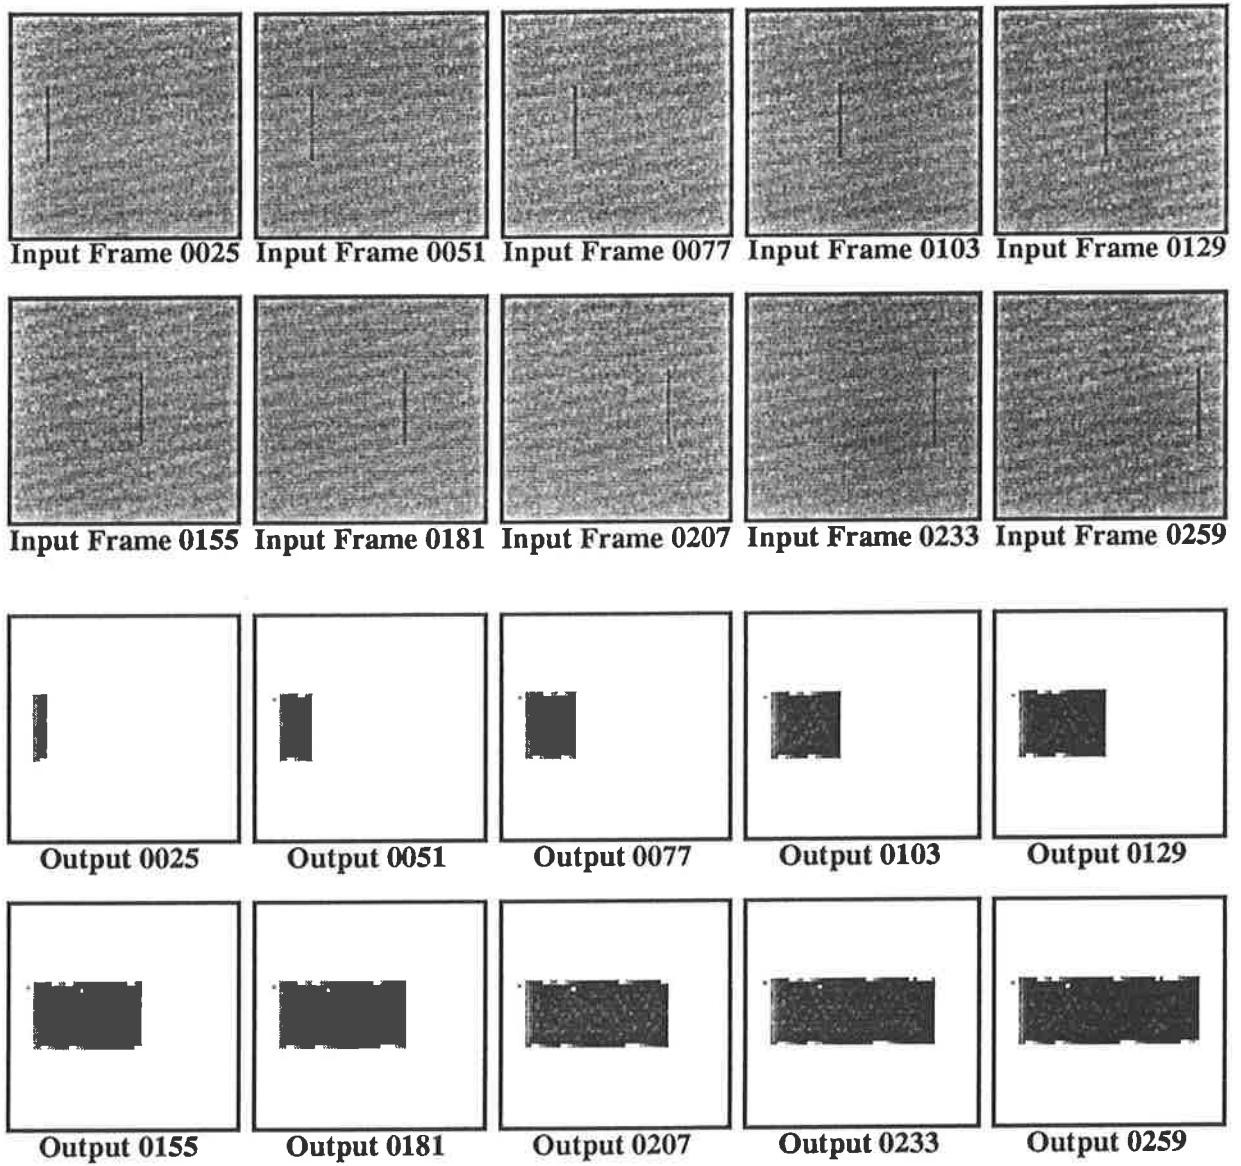 Input Frame 0025 Input Frame 0051 Input Frame 0077 Input Frame 0103 Input Frame 0129
Input Frame 0155 Input Frame 0181 Input Frame 0207 Input Frame 0233 Input Frame 0259
Output 0025 Output 0051 Output 0077 Output 0103 Output 0129
Output 0155 Output 0181 Output 0207 Output 0233 Output 0259